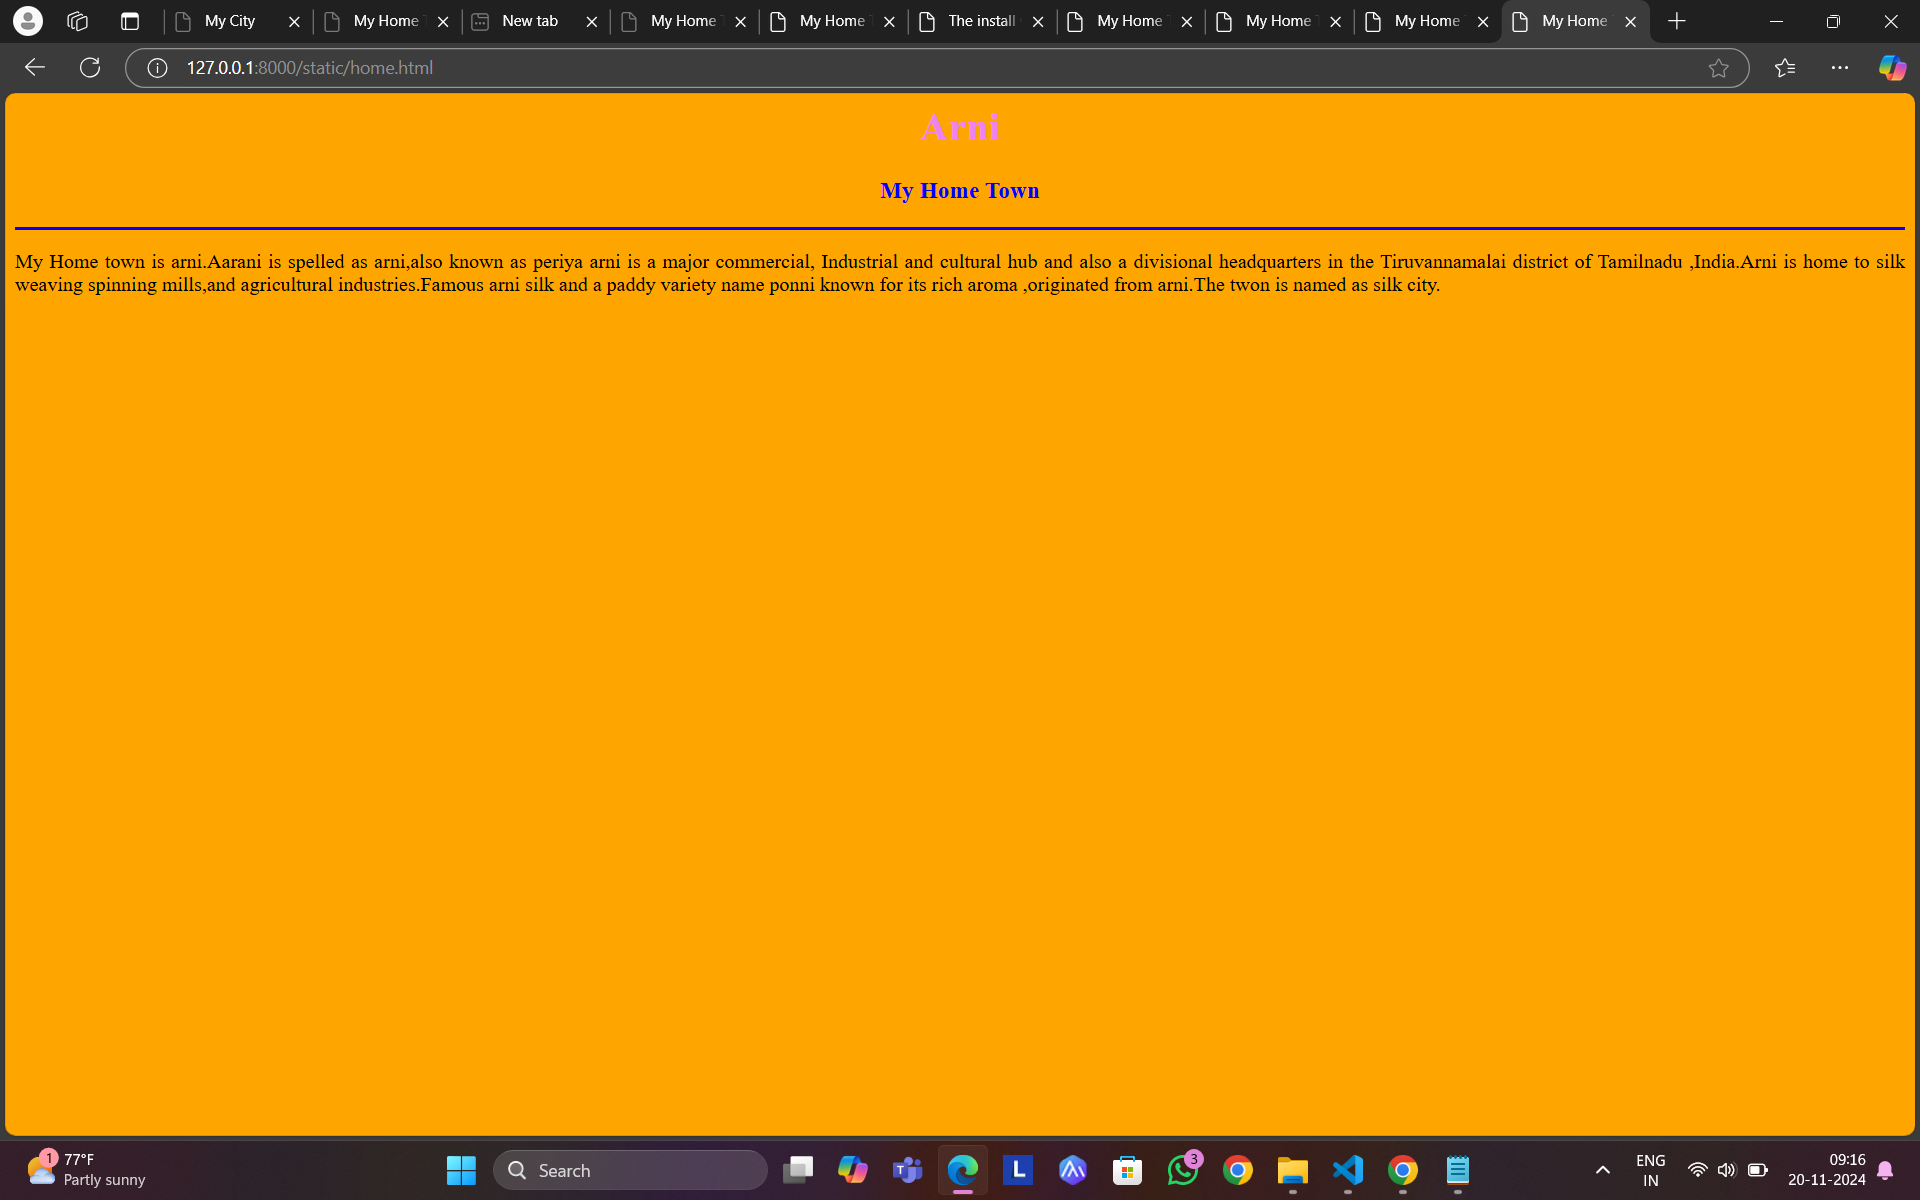 My City
My Home
New tab
My Home
My Home
The install
My Home
My Home
My Home
My Home
127.0.0.1:8000/static/home.html
Arni
My Home Town
My Home town is arni.Aarani is spelled as arni,also known as periya arni is a major commercial, Industrial and cultural hub and also a divisional headquarters in the Tiruvannamalai district of Tamilnadu ,India.Arni is home to silk
weaving spinning mills,and agricultural industries.Famous arni silk and a paddy variety name ponni known for its rich aroma ,originated from arni.The twon is named as silk city.
1
77°F
Partly sunny
Search
T
L
3
ENG
IN
09:16
20-11-2024